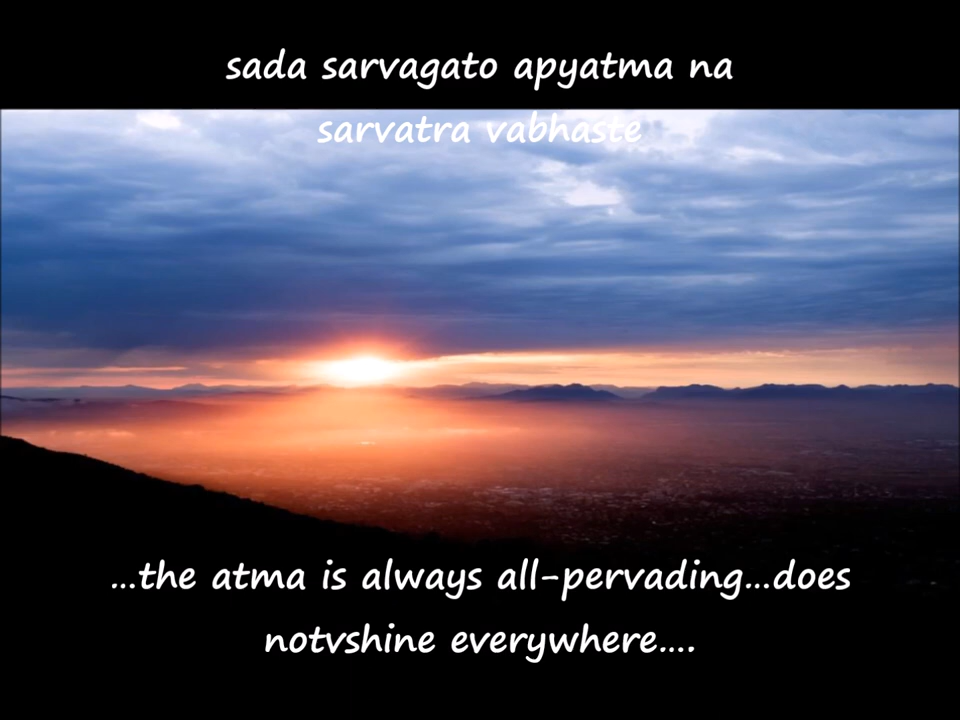 sada sarvagato apyatma na
sarvatra vabhaste
...the atma is always all-pervading...does
notvshine everywhere....